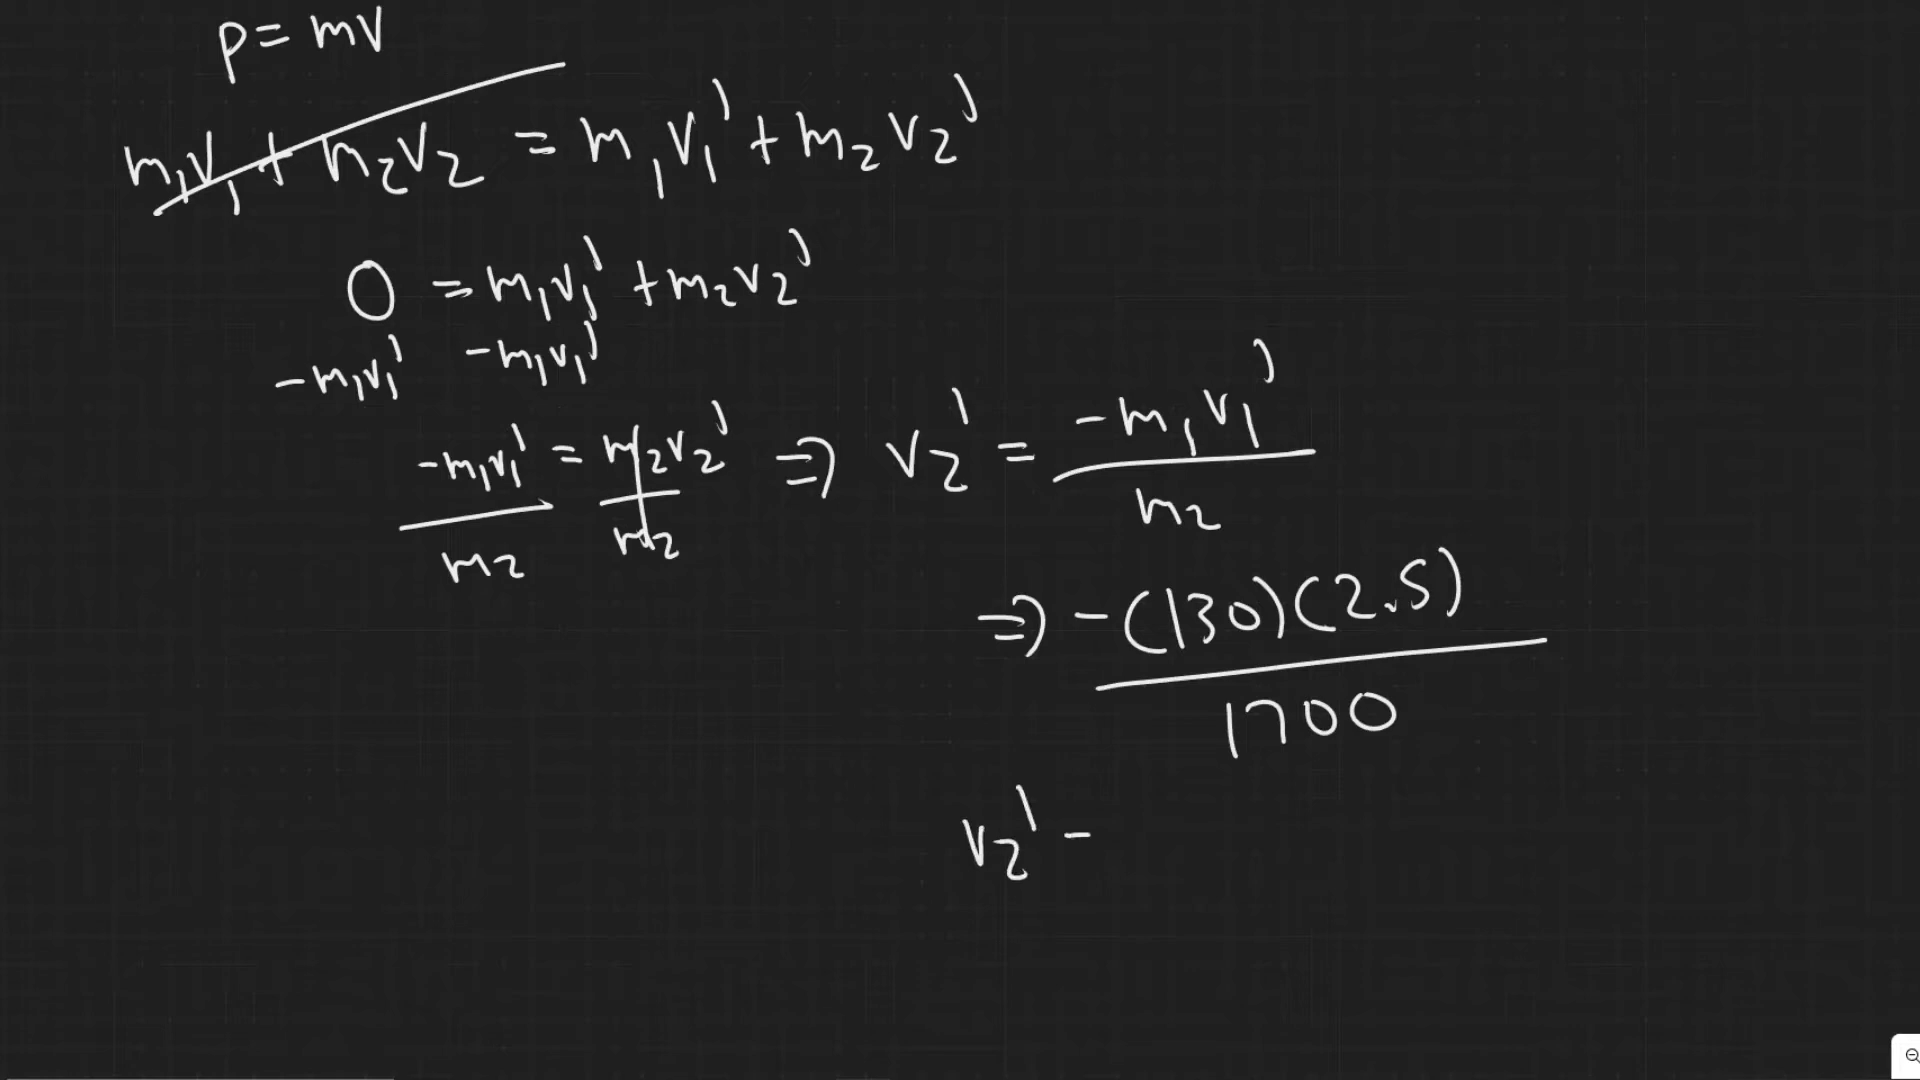 p = mv
m₁v₁ + m₂v₂ = m₁v₁' + m₂v₂'
0 = m₁v₁' + m₂v₂'
-m₁v₁' -m₁v₁'
-m₁v₁'/m₂ = m₂v₂'/m₂ ⇒ v₂' = -m₁v₁'/m₂
⇒ -(130)(2.5)/1700
v₂' -